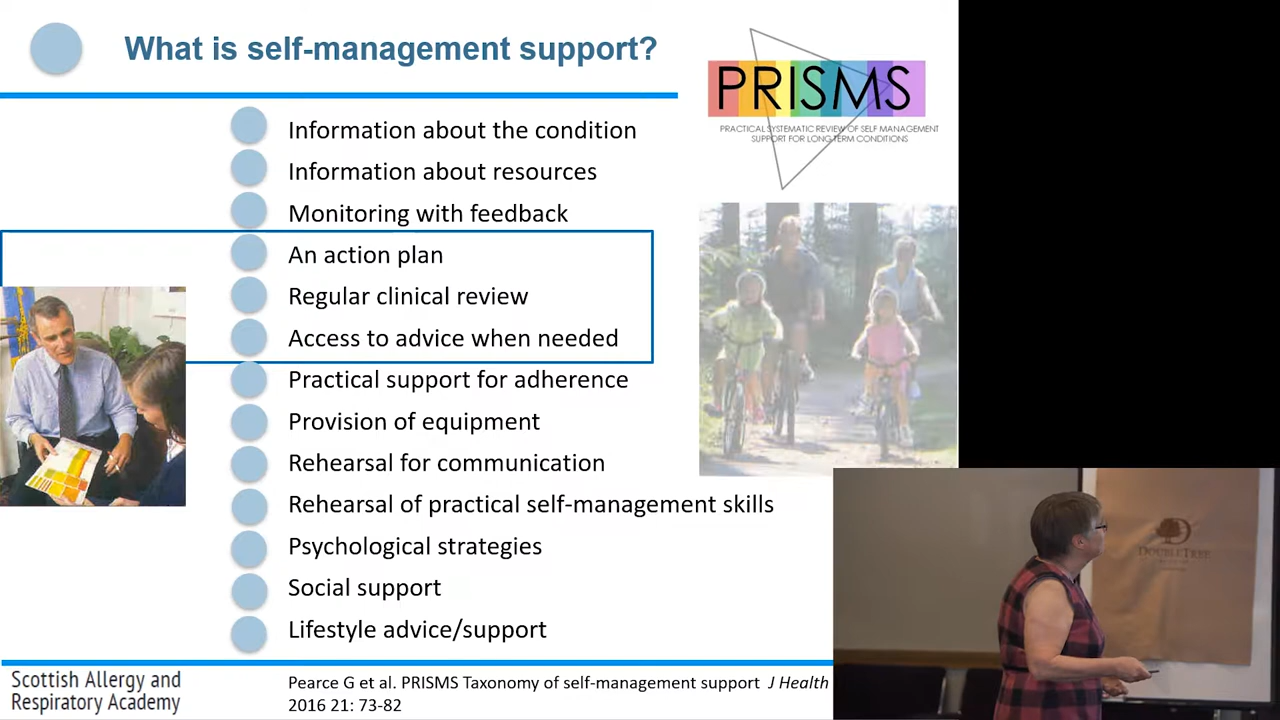 What is self-management support?
PRISMS
PRACTICAL SYSTEMATIC REVIEW OF SELF MANAGEMENT
SUPPORT FOR LONG TERM CONDITIONS
Information about the condition
Information about resources
Monitoring with feedback
An action plan
Regular clinical review
Access to advice when needed
Practical support for adherence
Provision of equipment
Rehearsal for communication
Rehearsal of practical self-management skills
Psychological strategies
Social support
Lifestyle advice/support
Scottish Allergy and
Respiratory Academy
Pearce G et al. PRISMS Taxonomy of self-management support J Health
2016 21: 73-82
DOUBLETREE